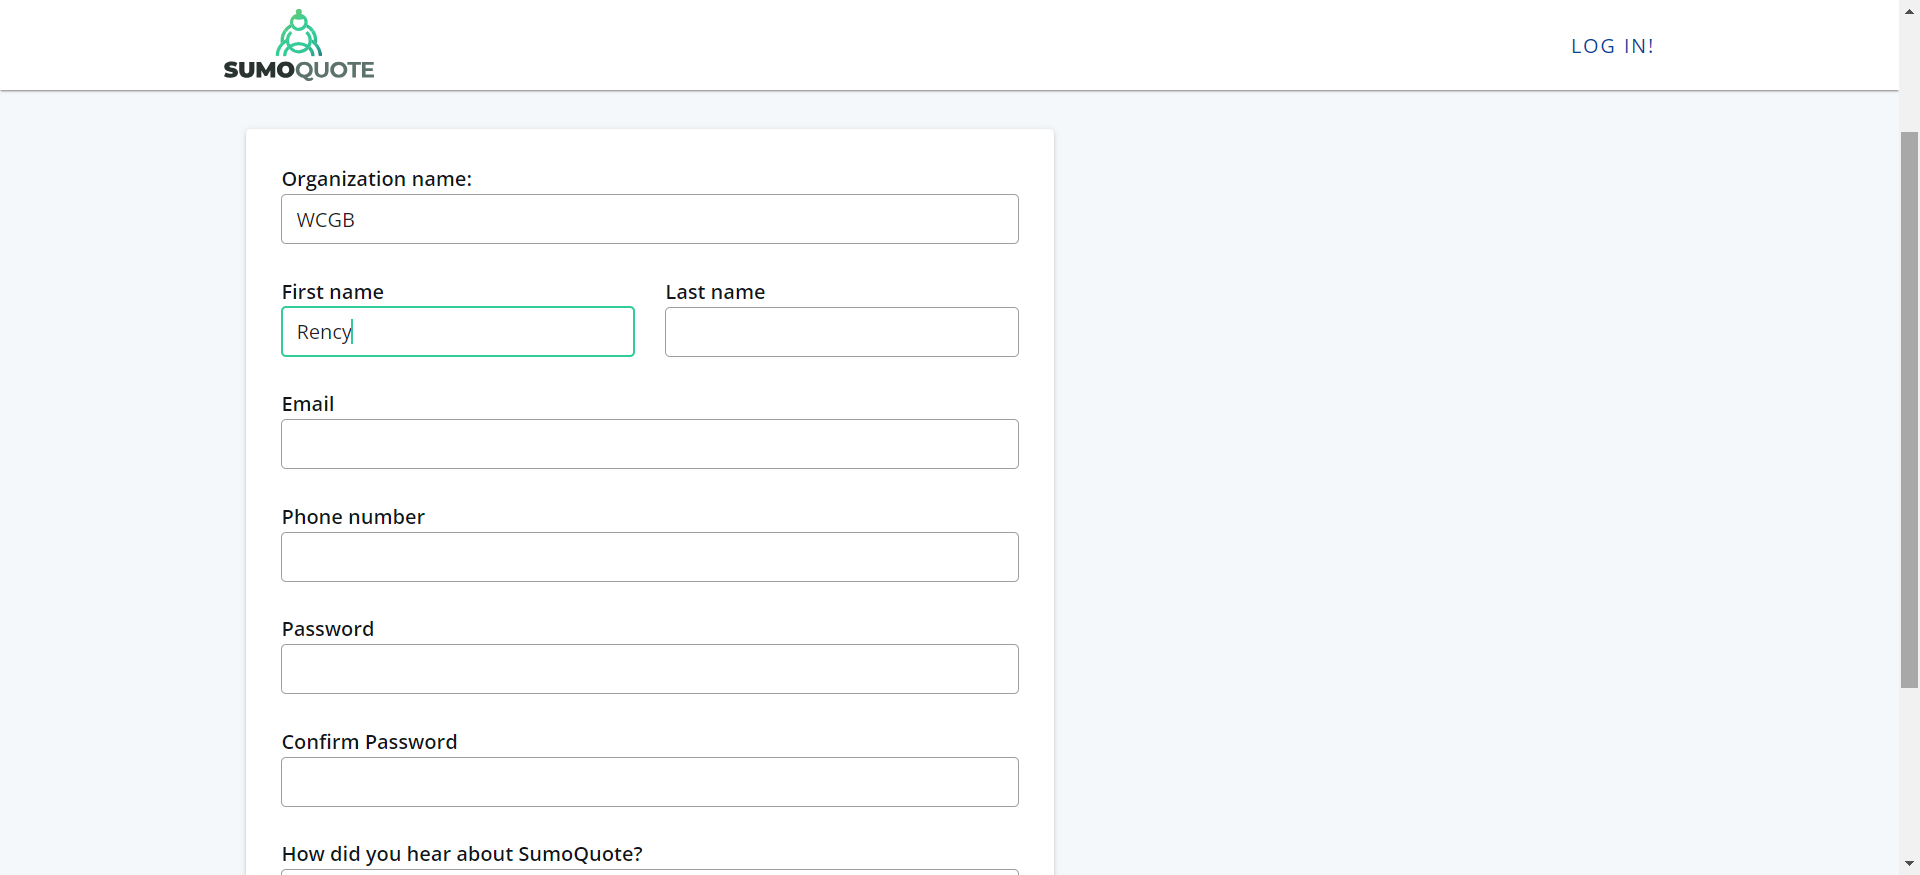 SUMOQUOTE
LOG IN!
Organization name:
WCGB
First name
Last name
Rency
Email
Phone number
Password
Confirm Password
How did you hear about SumoQuote?